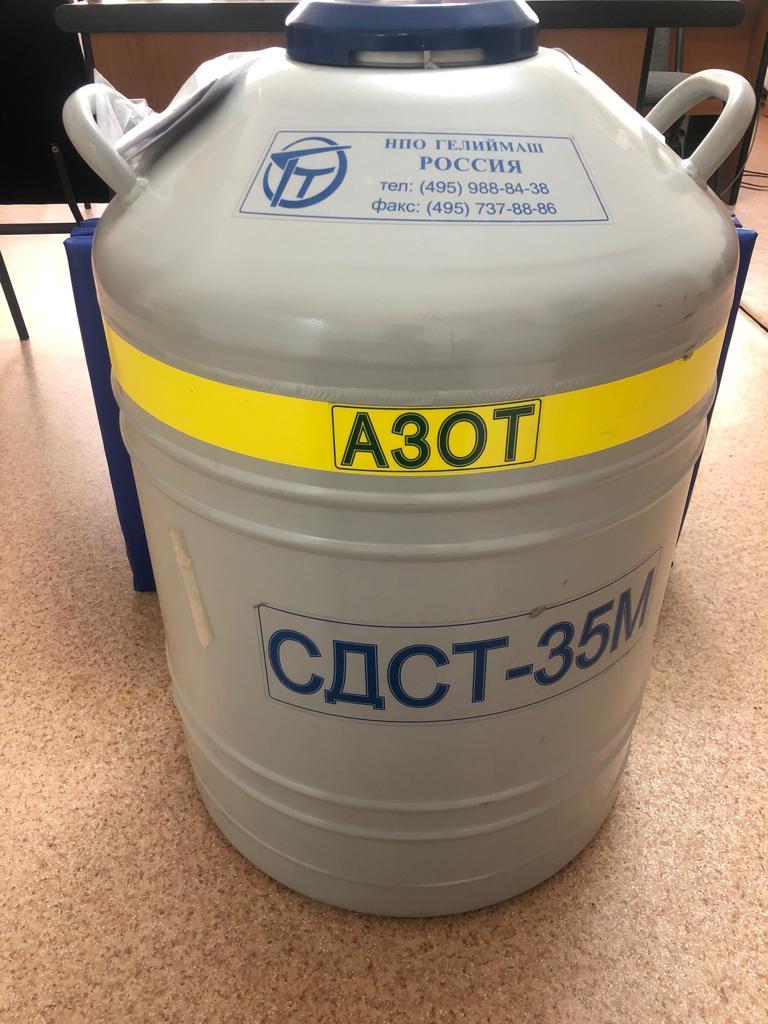 НПО ГЕЛИЙМАШ
РОССИЯ
тел: (495) 988-84-38
факс: (495) 737-88-86
АЗОТ
СДСТ-35М